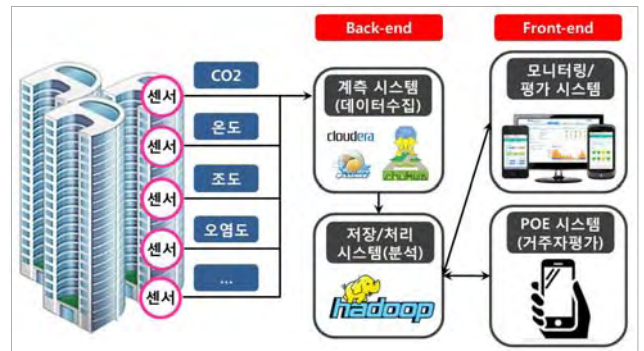 Back-end
Front-end
CO2
센서
온도
센서
조도
센서
오염도
센서
...
센서
계측 시스템
(데이터수집)
cloudera
chukwa
저장/처리
시스템(분석)
hadoop
모니터링/
평가 시스템
POE 시스템
(거주자평가)